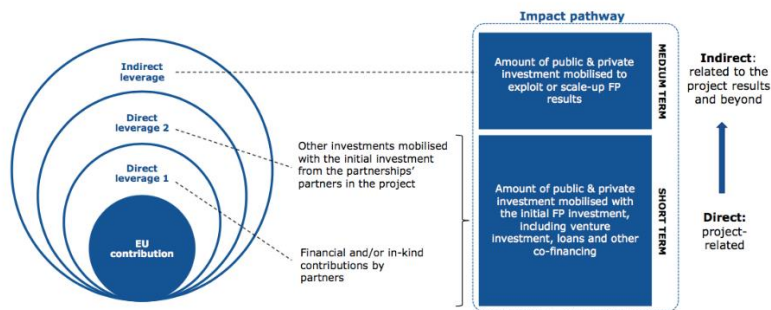 Impact pathway
Indirect
leverage
Direct
leverage 2
Direct
leverage 1
EU
contribution
Other investments mobilised
with the initial investment
from the partnerships'
partners in the project
Financial and/or in-kind
contributions by
partners
Amount of public & private
investment mobilised to
exploit or scale-up FP
results
MEDIUM TERM
Amount of public & private
investment mobilised with
the initial FP investment,
including venture
investment, loans and other
co-financing
SHORT TERM
Indirect:
related to the
project results
and beyond
Direct:
project-
related